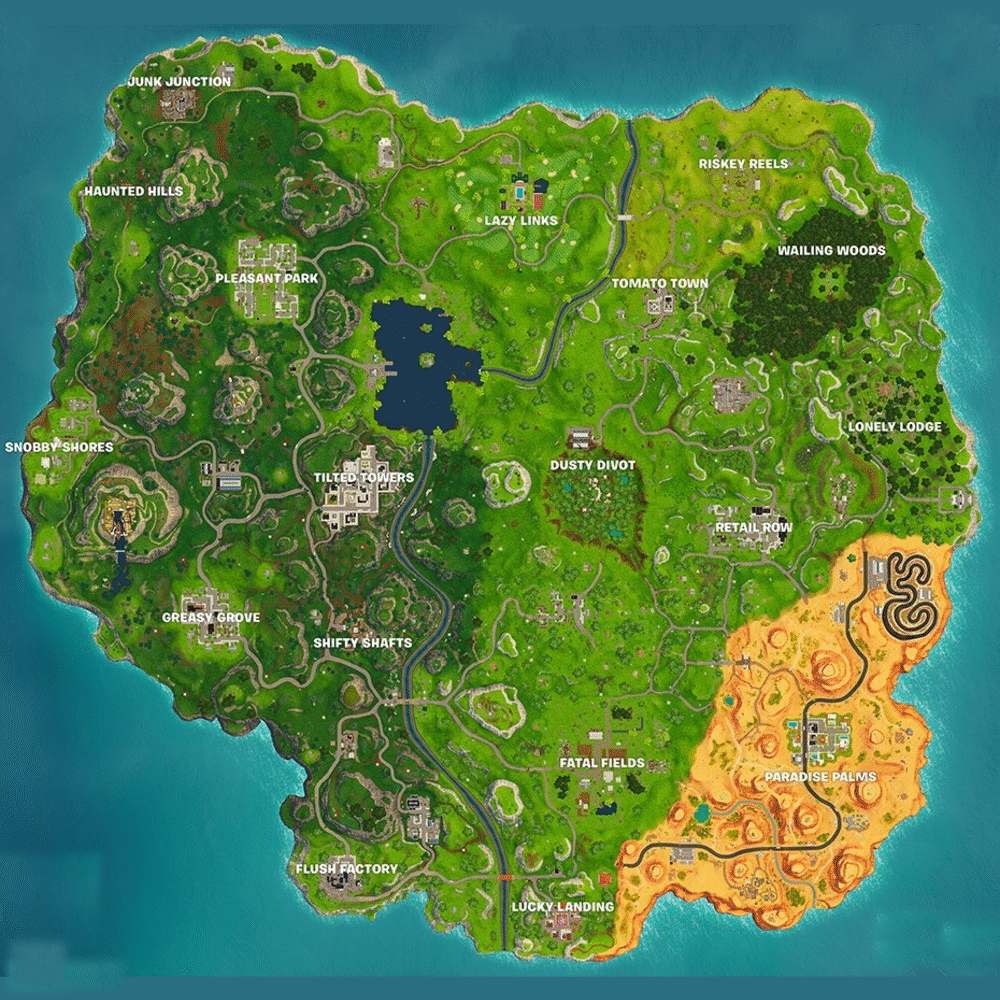 JUNK JUNCTION
RISKEY REELS
HAUNTED HILLS
LAZY LINKS
WAILING WOODS
PLEASANT PARK
TOMATO TOWN
LONELY LODGE
SNOBBY SHORES
DUSTY DIVOT
TILTED TOWERS
RETAIL ROW
GREASY GROVE
SHIFTY SHAFTS
FATAL FIELDS
PARADISE PALMS
FLUSH FACTORY
LUCKY LANDING